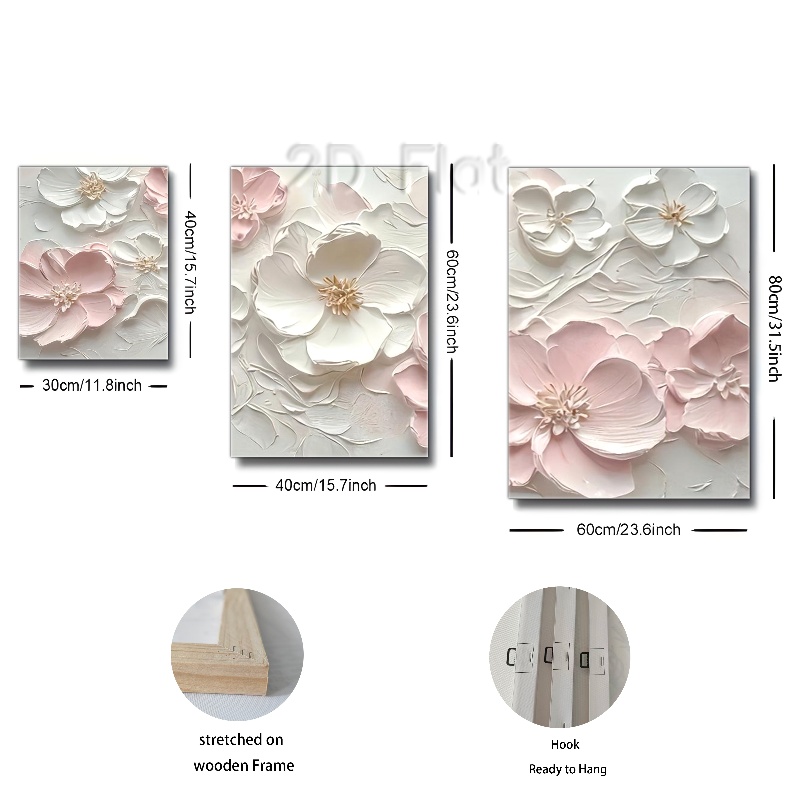 2D Flat
40cm/15.7inch
30cm/11.8inch
60cm/23.6inch
40cm/15.7inch
80cm/31.5inch
60cm/23.6inch
stretched on
wooden Frame
Hook
Ready to Hang